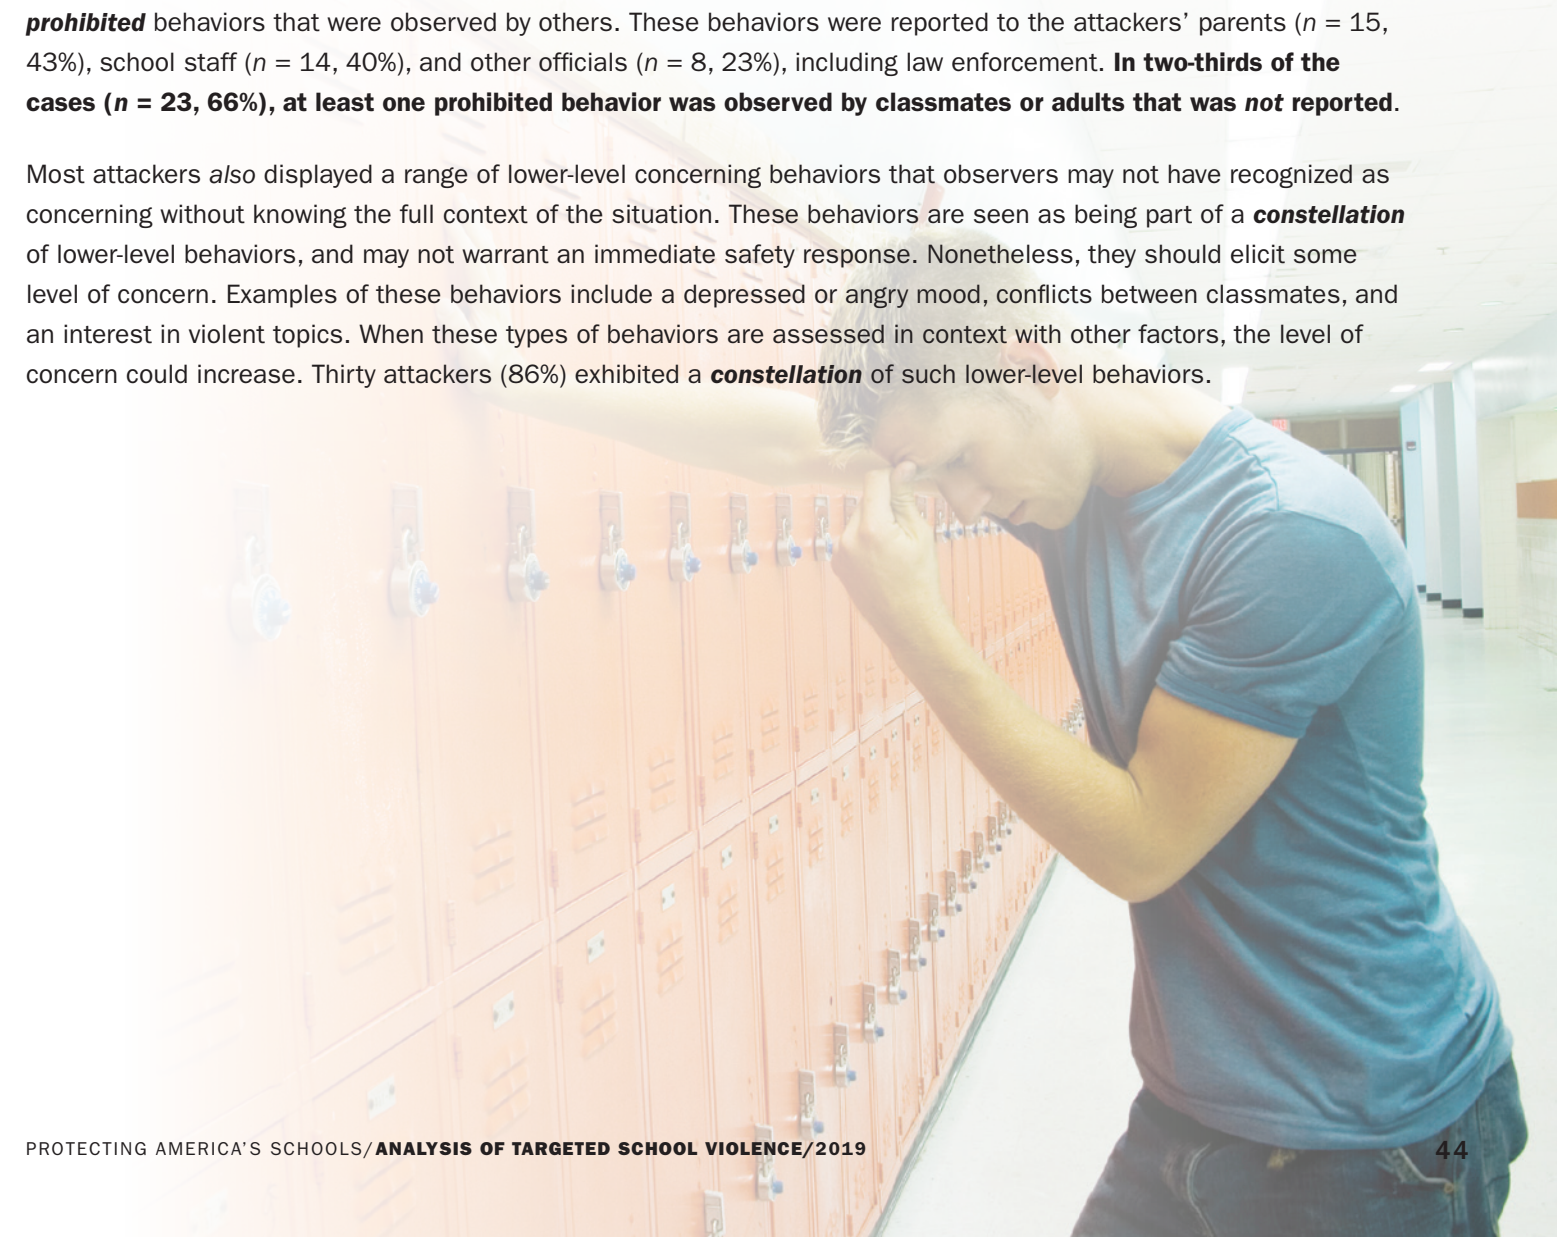 prohibited behaviors that were observed by others. These behaviors were reported to the attackers’ parents (n = 15,
43%), school staff (n = 14, 40%), and other officials (n = 8, 23%), including law enforcement. In two-thirds of the
cases (n = 23, 66%), at least one prohibited behavior was observed by classmates or adults that was not reported.
Most attackers also displayed a range of lower-level concerning behaviors that observers may not have recognized as
concerning without knowing the full context of the situation. These behaviors are seen as being part of a constellation
of lower-level behaviors, and may not warrant an immediate safety response. Nonetheless, they should elicit some
level of concern. Examples of these behaviors include a depressed or angry mood, conflicts between classmates, and
an interest in violent topics. When these types of behaviors are assessed in context with other factors, the level of
concern could increase. Thirty attackers (86%) exhibited a constellation of such lower-level behaviors.
PROTECTING AMERICA’S SCHOOLS/ANALYSIS OF TARGETED SCHOOL VIOLENCE/2019
44